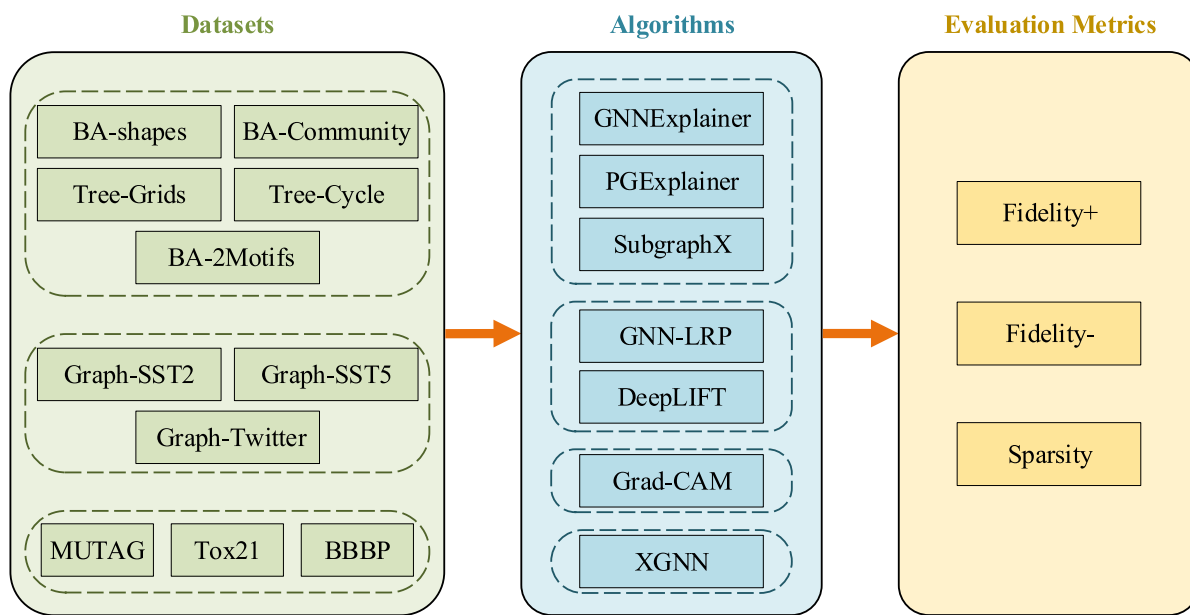 Datasets
BA-shapes
BA-Community
Tree-Grids
Tree-Cycle
BA-2Motifs
Graph-SST2
Graph-SST5
Graph-Twitter
MUTAG
Tox21
BBBP
Algorithms
GNNExplainer
PGExplainer
SubgraphX
GNN-LRP
DeepLIFT
Grad-CAM
XGNN
Evaluation Metrics
Fidelity+
Fidelity-
Sparsity